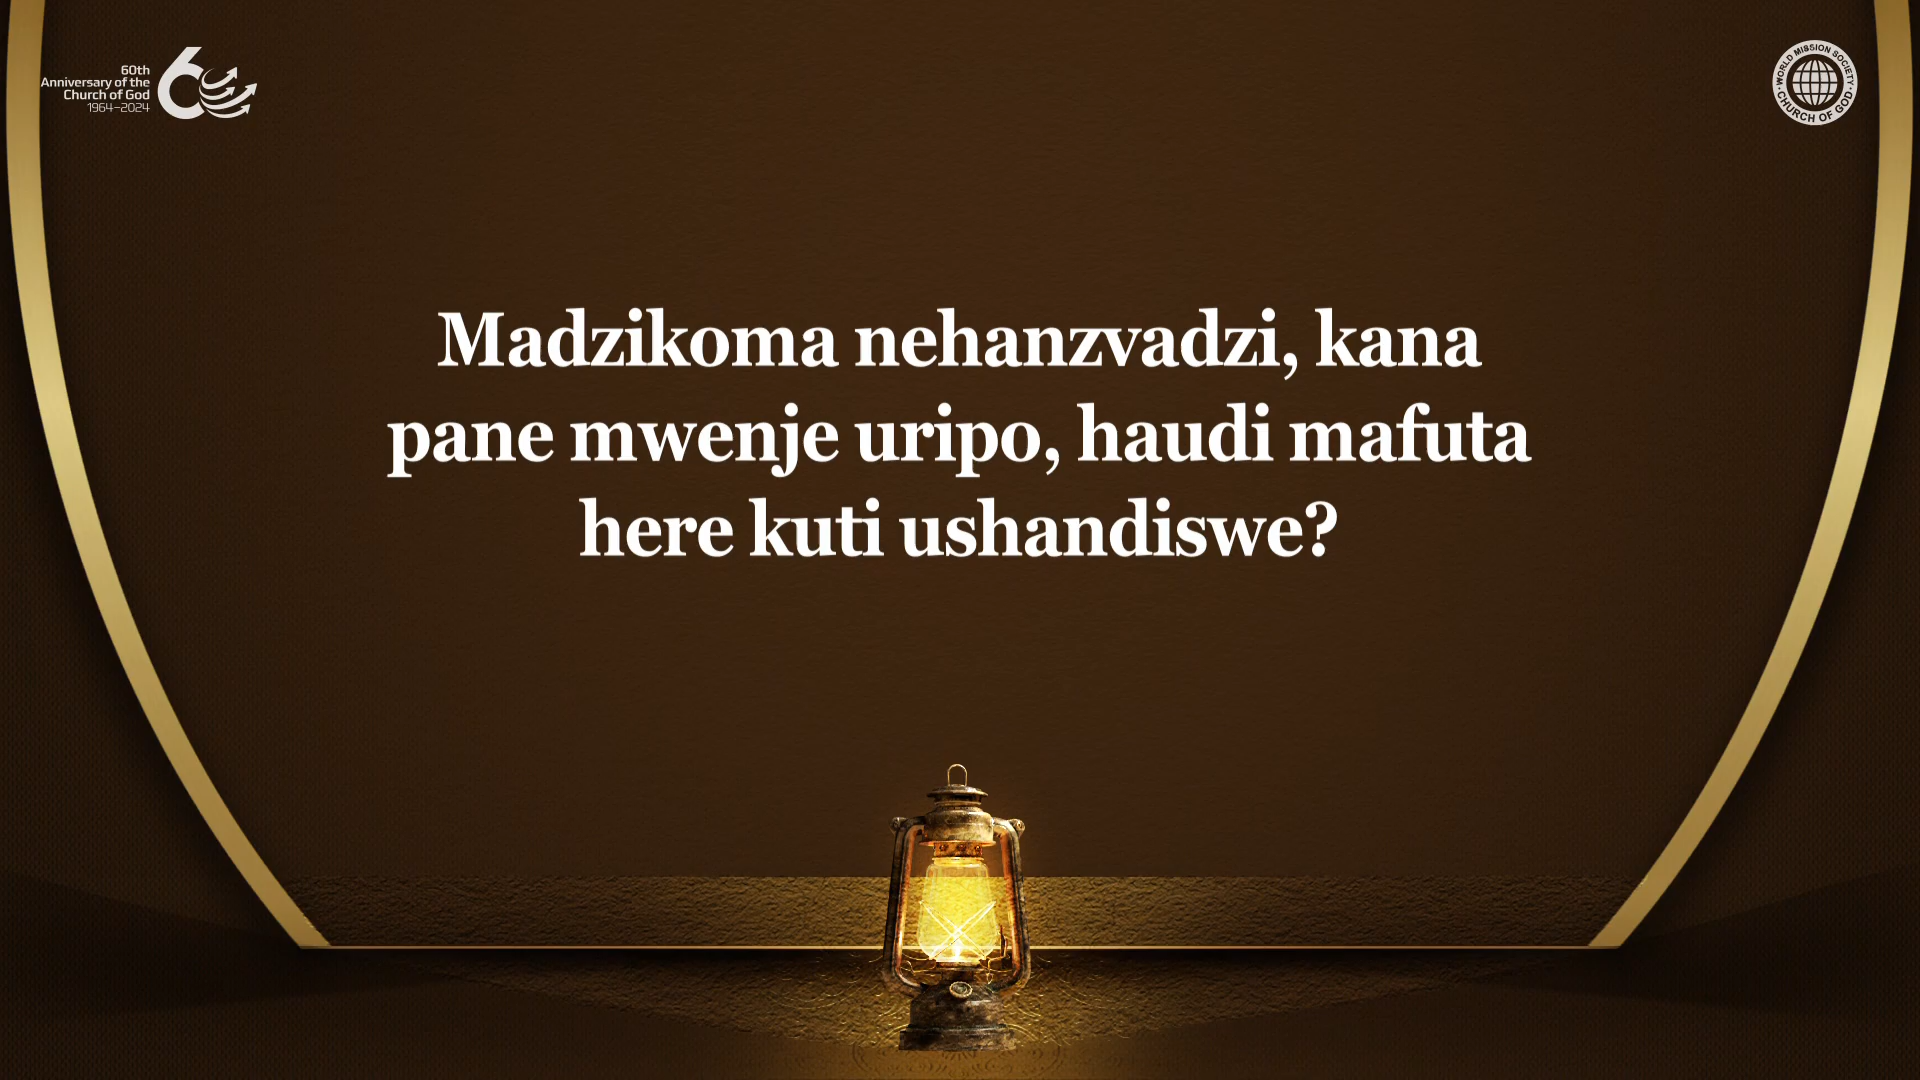 60th
Anniversary of the
Church of God
1964–2024
60
WORLD MISSION SOCIETY
CHURCH OF GOD
Madzikoma nehanzvadzi, kana
pane mwenje uripo, haudi mafuta
here kuti ushandiswe?